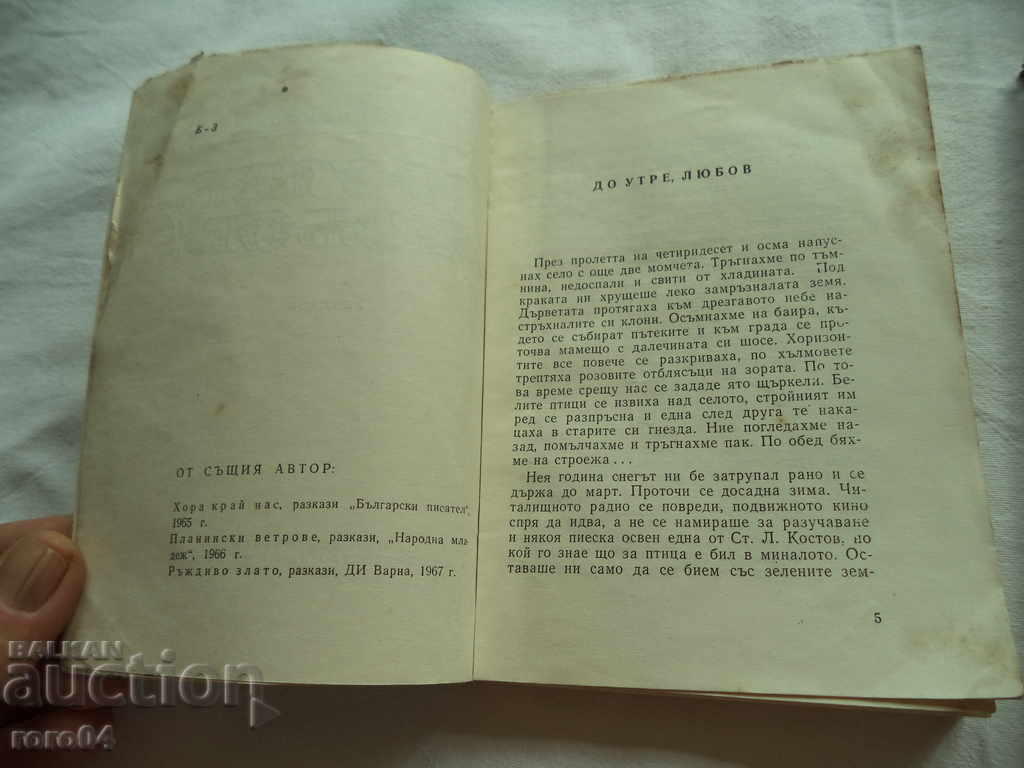 Б-3
ОТ СЪЩИЯ АВТОР:
Хора край нас, разкази „Български писател“,
1965 г.
Планински ветрове, разкази, „Народна мла-
деж“, 1966 г.
Ръждиво злато, разкази, ДИ Варна, 1967 г.
ДО УТРЕ, ЛЮБОВ
През пролетта на четиридесет и осма напус-
нах село с още две момчета. Тръгнахме по тъм-
нина, недоспали и свити от хладината. Под
краката ни хрущеше леко замръзналата земя.
Дърветата протягаха към дрезгавото небе на-
стръхналите си клони. Осъмнахме на баира, къ-
дето се събират пътеките и към града се про-
точва мамещо с далечината си шосе. Хоризон-
тите все повече се разкриваха, по хълмовете
трептяха розовите отблясъци на зората. По то-
ва време срещу нас се зададе ято щъркели. Бе-
лите птици се извиха над селото, стройният им
ред се разпръсна и една след друга те нака-
цаха в старите си гнезда. Ние погледахме на-
зад, помълчахме и тръгнахме пак. По обед бях-
ме на строежа...
Нея година снегът ни бе затрупал рано и се
държа до март. Проточи се досадна зима. Чи-
талищното радио се повреди, подвижното кино
спря да идва, а не се намираше за разучаване
и някоя пиеска освен една от Ст. Л. Костов, но
кой го знае що за птица е бил в миналото. Ос-
таваше ни само да се бием със зелените зем-
5
BALKAN
auction
roro04